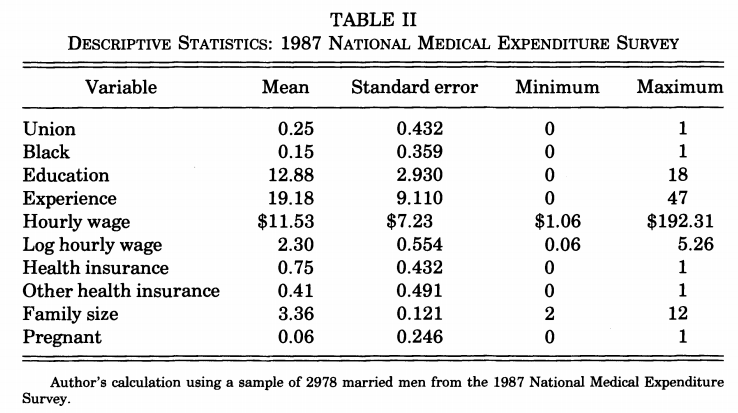 TABLE II
DESCRIPTIVE STATISTICS: 1987 NATIONAL MEDICAL EXPENDITURE SURVEY
Variable Mean Standard error Minimum Maximum
Union 0.25 0.432 0 1
Black 0.15 0.359 0 1
Education 12.88 2.930 0 18
Experience 19.18 9.110 0 47
Hourly wage $11.53 $7.23 $1.06 $192.31
Log hourly wage 2.30 0.554 0.06 5.26
Health insurance 0.75 0.432 0 1
Other health insurance 0.41 0.491 0 1
Family size 3.36 0.121 2 12
Pregnant 0.06 0.246 0 1
Author's calculation using a sample of 2978 married men from the 1987 National Medical Expenditure
Survey.